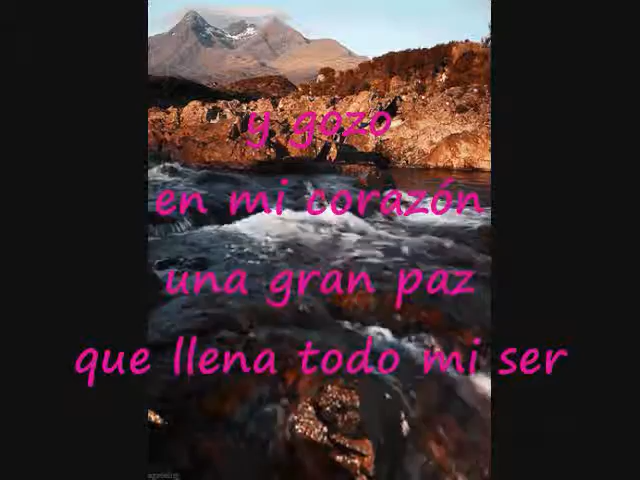 y gozo
en mi corazón
una gran paz
que llena todo mi ser